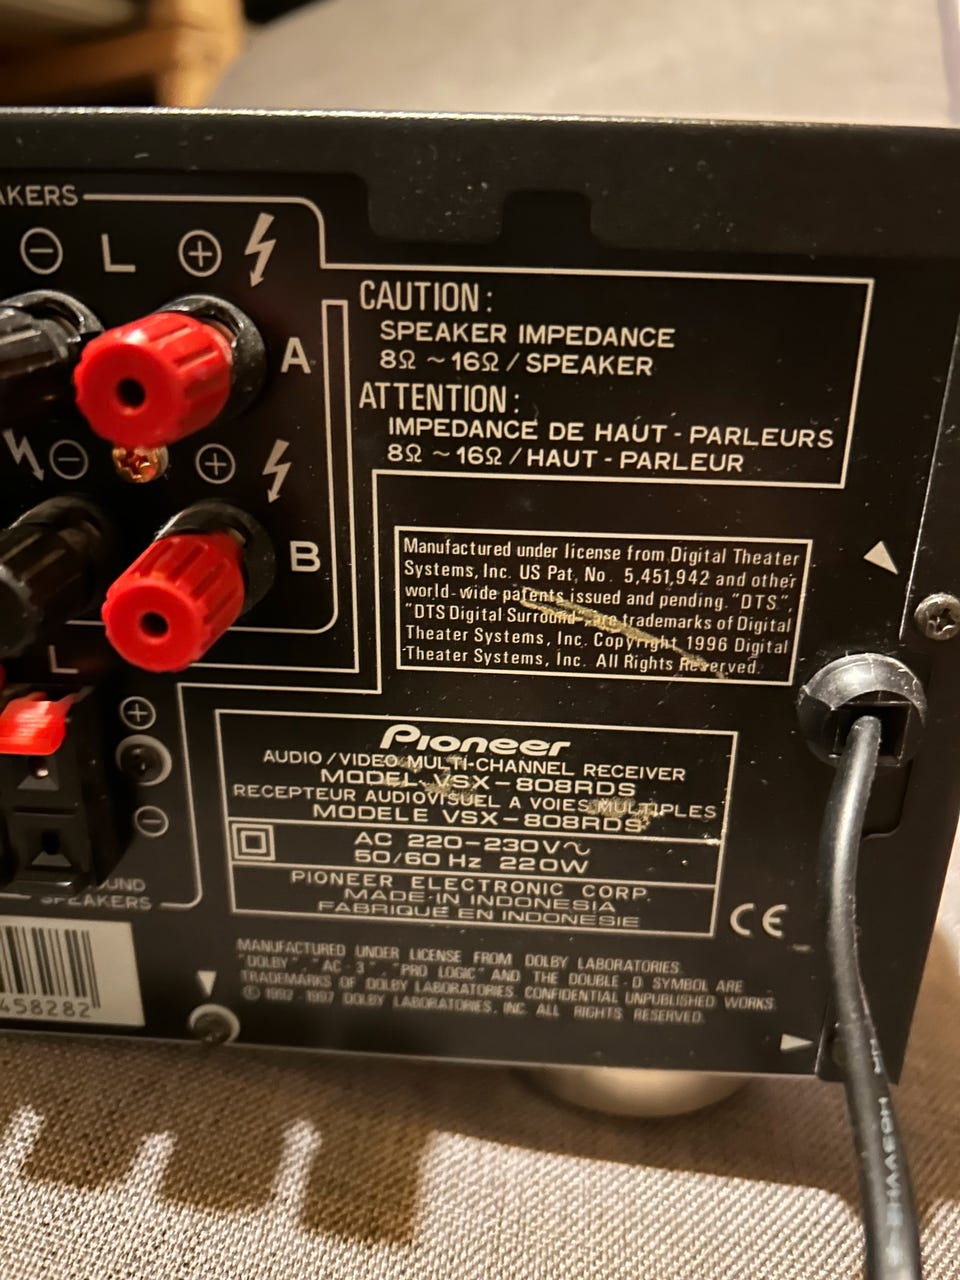 AKERS
⊖ L ⊕
A
CAUTION :
SPEAKER IMPEDANCE
8Ω ~ 16Ω / SPEAKER
ATTENTION :
IMPEDANCE DE HAUT - PARLEURS
8Ω ~ 16Ω / HAUT - PARLEUR
⊖ ⊕
B
L
⊕
⊖
Manufactured under license from Digital Theater
Systems, Inc. US Pat, No. 5,451,942 and other
world-wide patents issued and pending. "DTS",
"DTS Digital Surround", are trademarks of Digital
Theater Systems, Inc. Copyright 1996 Digital
Theater Systems, Inc. All Rights Reserved.
Pioneer
AUDIO / VIDEO MULTI-CHANNEL RECEIVER
MODEL VSX-808RDS
RECEPTEUR AUDIOVISUEL A VOIES MULTIPLES
MODELE VSX-808RDS
AC 220-230V~
50/60 Hz 220W
PIONEER ELECTRONIC CORP.
MADE IN INDONESIA
FABRIQUE EN INDONESIE
CE
OUND
SPEAKERS
458282
MANUFACTURED UNDER LICENSE FROM DOLBY LABORATORIES.
"DOLBY", "AC-3", "PRO LOGIC" AND THE DOUBLE-D SYMBOL ARE
TRADEMARKS OF DOLBY LABORATORIES. CONFIDENTIAL UNPUBLISHED WORKS.
© 1992-1997 DOLBY LABORATORIES, INC. ALL RIGHTS RESERVED.